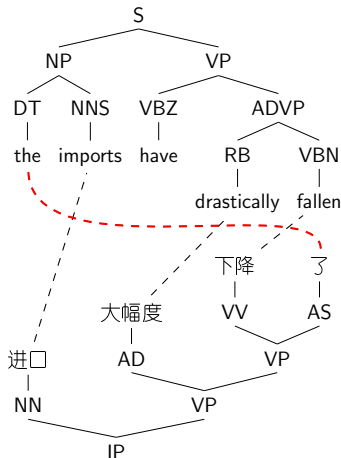 S
NP VP
DT NNS VBZ ADVP
the imports have RB VBN
drastically fallen
下降 了
大幅度 VV AS
进口 AD VP
NN VP
IP